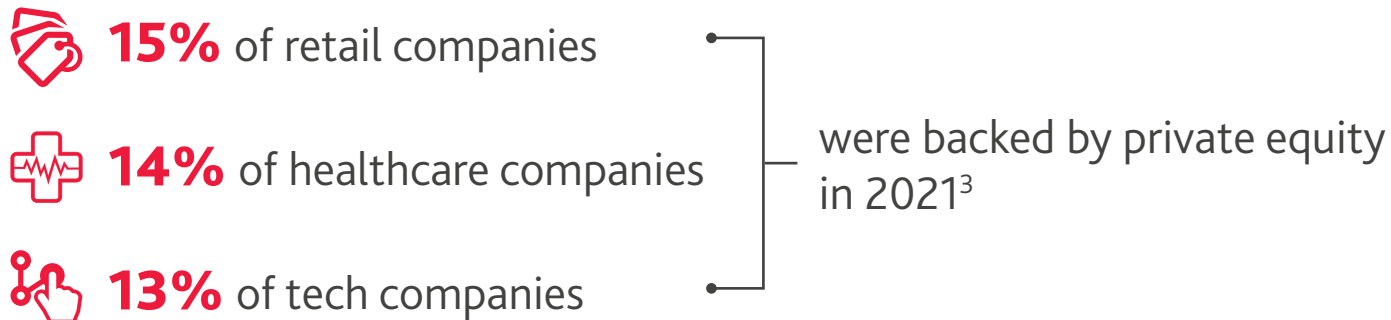 15% of retail companies
14% of healthcare companies
13% of tech companies
were backed by private equity
in 2021³